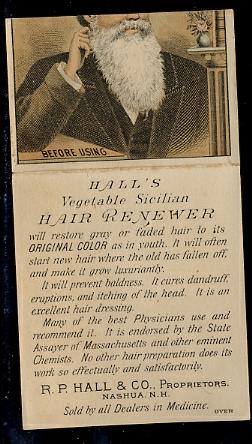 BEFORE USING
HALL'S
Vegetable Sicilian
HAIR RENEWER
will restore gray or faded hair to its
ORIGINAL COLOR as in youth. It will often
start new hair where the old has fallen off,
and make it grow luxuriantly.
It will prevent baldness. It cures dandruff,
eruptions, and itching of the head. It is an
excellent hair dressing.
Many of the best Physicians use and
recommend it. It is endorsed by the State
Assayer of Massachusetts and other eminent
Chemists. No other hair preparation does its
work so effectually and satisfactorily.
R. P. HALL & CO., PROPRIETORS.
NASHUA, N.H.
Sold by all Dealers in Medicine. OVER